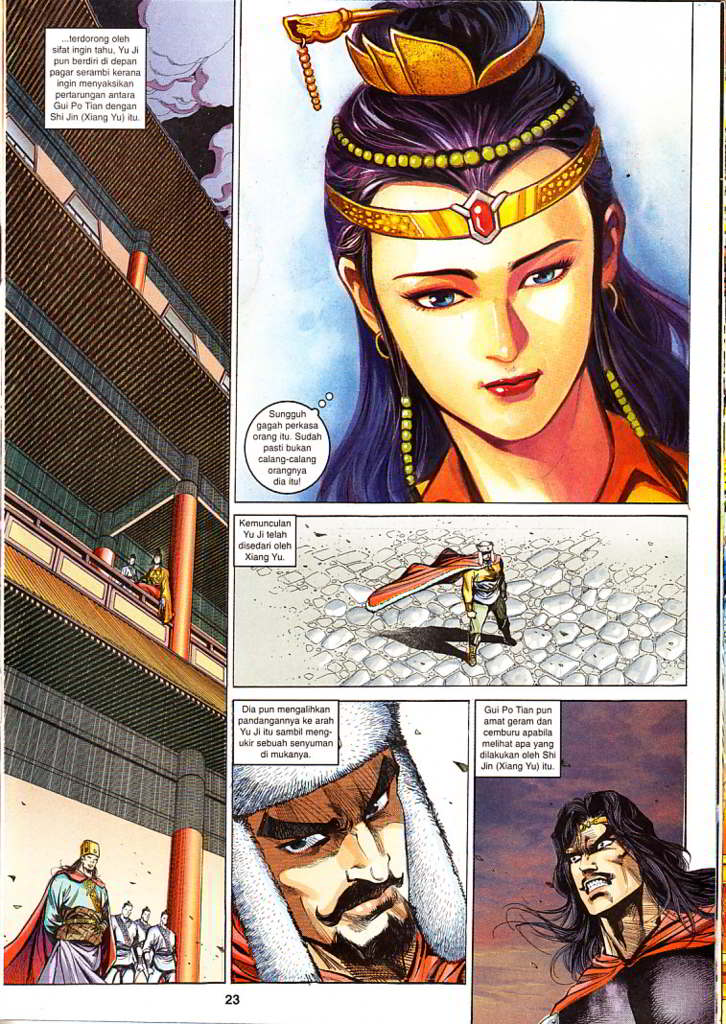 ...terdorong oleh
sifat ingin tahu, Yu Ji
pun berdiri di depan
pagar serambi kerana
ingin menyaksikan
pertarungan antara
Gui Po Tian dengan
Shi Jin (Xiang Yu) itu.
Sungguh
gagah perkasa
orang itu. Sudah
pasti bukan
calang-calang
orangnya
dia itu!
Kemunculan
Yu Ji telah
disedari oleh
Xiang Yu.
Dia pun mengalihkan
pandangannya ke arah
Yu Ji itu sambil meng-
ukir sebuah senyuman
di mukanya.
Gui Po Tian pun
amat geram dan
cemburu apabila
melihat apa yang
dilakukan oleh Shi
Jin (Xiang Yu) itu.
23